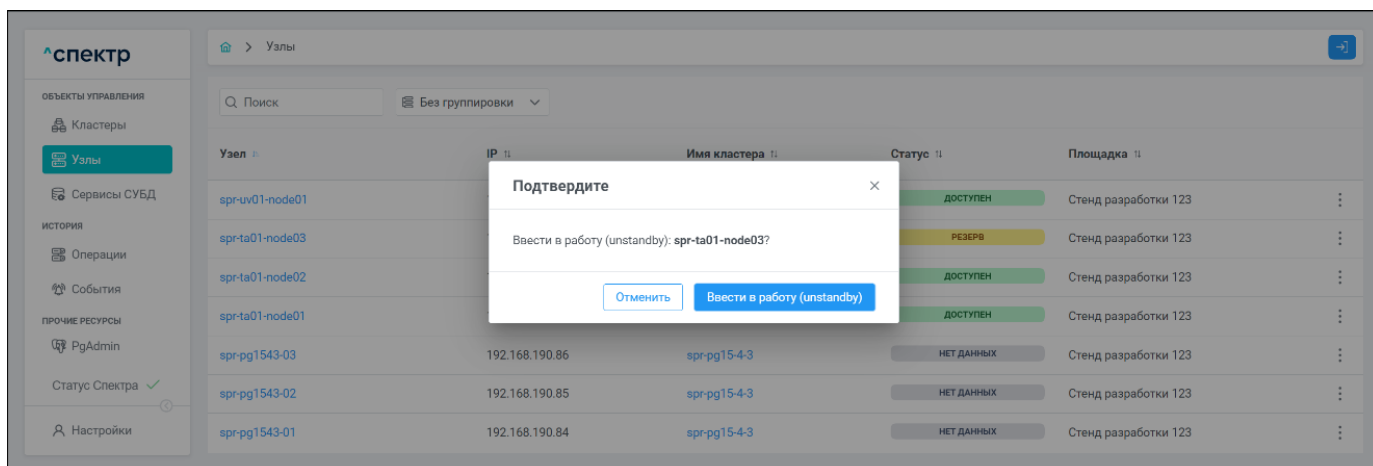 ^спектр
ОБЪЕКТЫ УПРАВЛЕНИЯ
Кластеры
Узлы
Сервисы СУБД
ИСТОРИЯ
Операции
События
ПРОЧИЕ РЕСУРСЫ
PgAdmin
Статус Спектра
Настройки
> Узлы
Поиск
Без группировки
Узел IP Имя кластера Статус Площадка
spr-uv01-node01 ДОСТУПЕН Стенд разработки 123
spr-ta01-node03 РЕЗЕРВ Стенд разработки 123
spr-ta01-node02 ДОСТУПЕН Стенд разработки 123
spr-ta01-node01 ДОСТУПЕН Стенд разработки 123
spr-pg1543-03 192.168.190.86 spr-pg15-4-3 НЕТ ДАННЫХ Стенд разработки 123
spr-pg1543-02 192.168.190.85 spr-pg15-4-3 НЕТ ДАННЫХ Стенд разработки 123
spr-pg1543-01 192.168.190.84 spr-pg15-4-3 НЕТ ДАННЫХ Стенд разработки 123
Подтвердите
Ввести в работу (unstandby): spr-ta01-node03?
Отменить
Ввести в работу (unstandby)